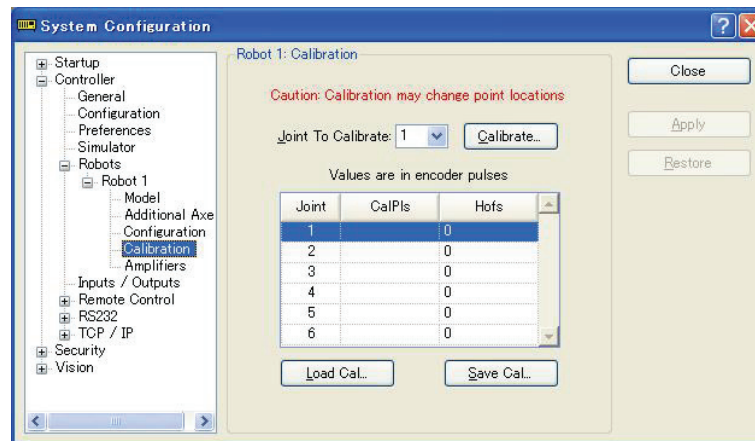 System Configuration
Startup
Controller
General
Configuration
Preferences
Simulator
Robots
Robot 1
Model
Additional Axe
Configuration
Calibration
Amplifiers
Inputs / Outputs
Remote Control
RS232
TCP / IP
Security
Vision
Robot 1: Calibration
Caution: Calibration may change point locations
Joint To Calibrate: 1 Calibrate...
Values are in encoder pulses
Joint CalPls Hofs
1 0
2 0
3 0
4 0
5 0
6 0
Load Cal... Save Cal...
Close
Apply
Restore